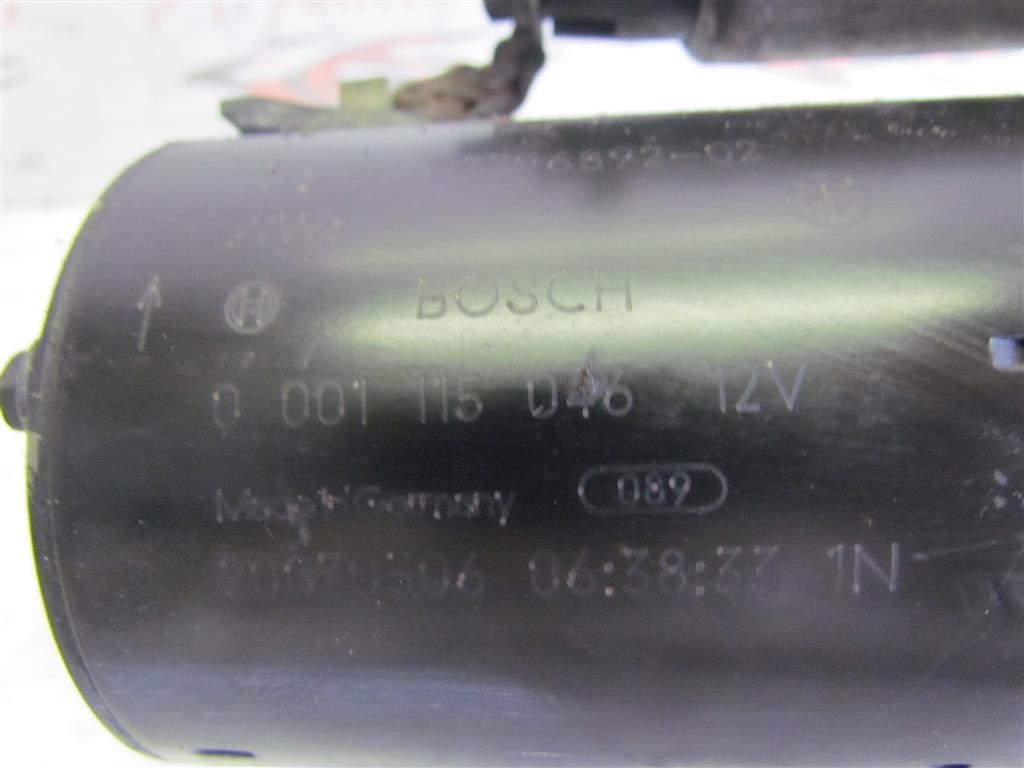 BOSCH
0 001 115 046 12V
Made in Germany 089
06:38:33 1N